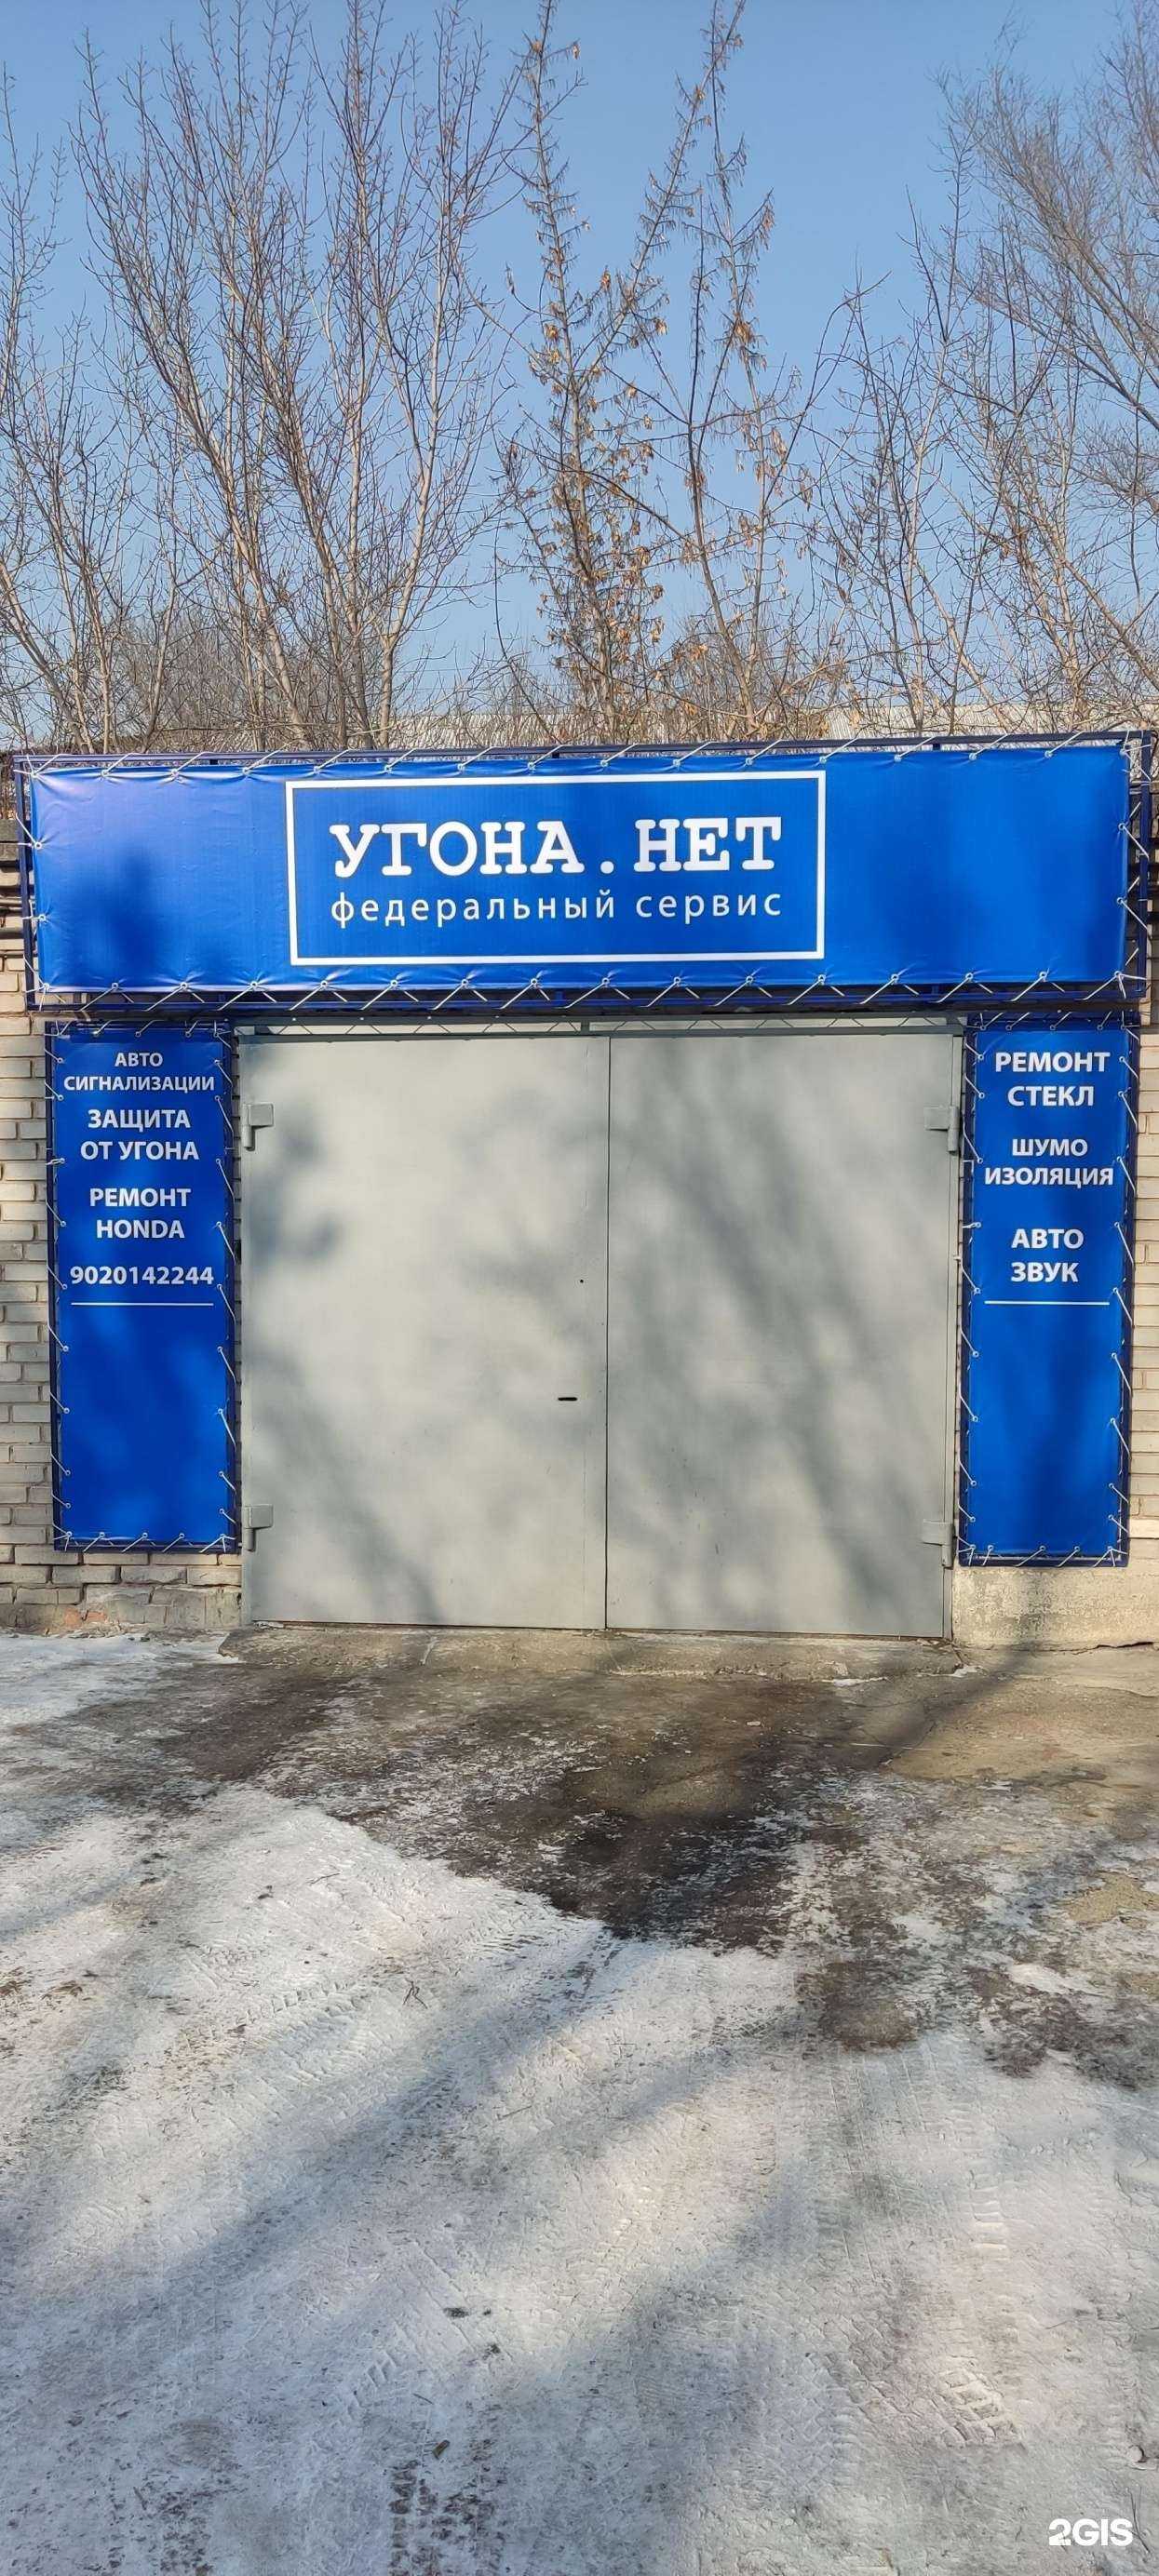 УГОНА.НЕТ
федеральный сервис
АВТО
СИГНАЛИЗАЦИИ
ЗАЩИТА
ОТ УГОНА
РЕМОНТ
HONDA
9020142244
РЕМОНТ
СТЕКЛ
ШУМО
ИЗОЛЯЦИЯ
АВТО
ЗВУК
2GIS